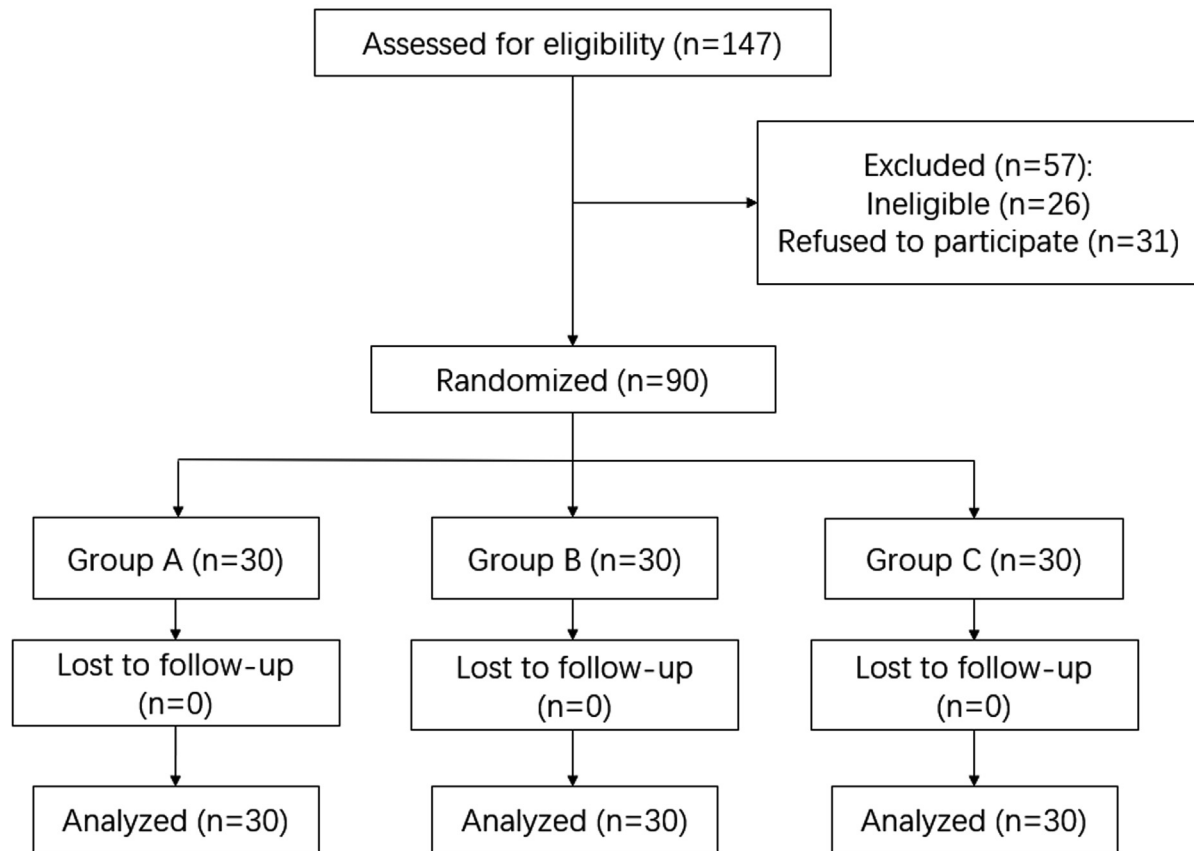 Assessed for eligibility (n=147)
Excluded (n=57):
Ineligible (n=26)
Refused to participate (n=31)
Randomized (n=90)
Group A (n=30)
Group B (n=30)
Group C (n=30)
Lost to follow-up
(n=0)
Lost to follow-up
(n=0)
Lost to follow-up
(n=0)
Analyzed (n=30)
Analyzed (n=30)
Analyzed (n=30)